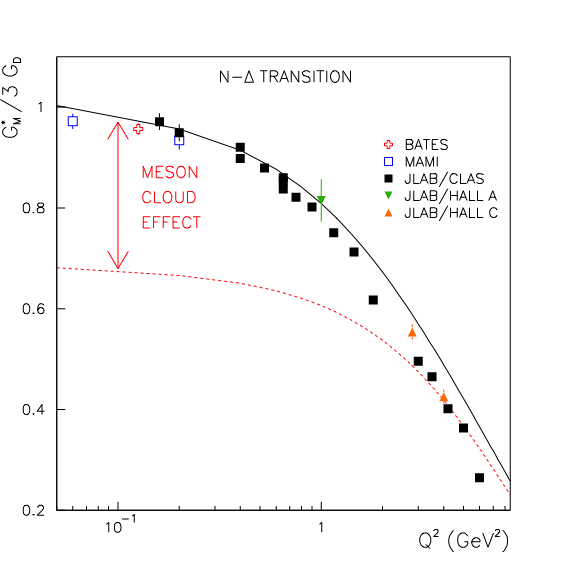 N−Δ TRANSITION
G*M / 3 GD
1
0.8
0.6
0.4
0.2
BATES
MAMI
JLAB/CLAS
JLAB/HALL A
JLAB/HALL C
MESON
CLOUD
EFFECT
10⁻¹
1
Q² (GeV²)